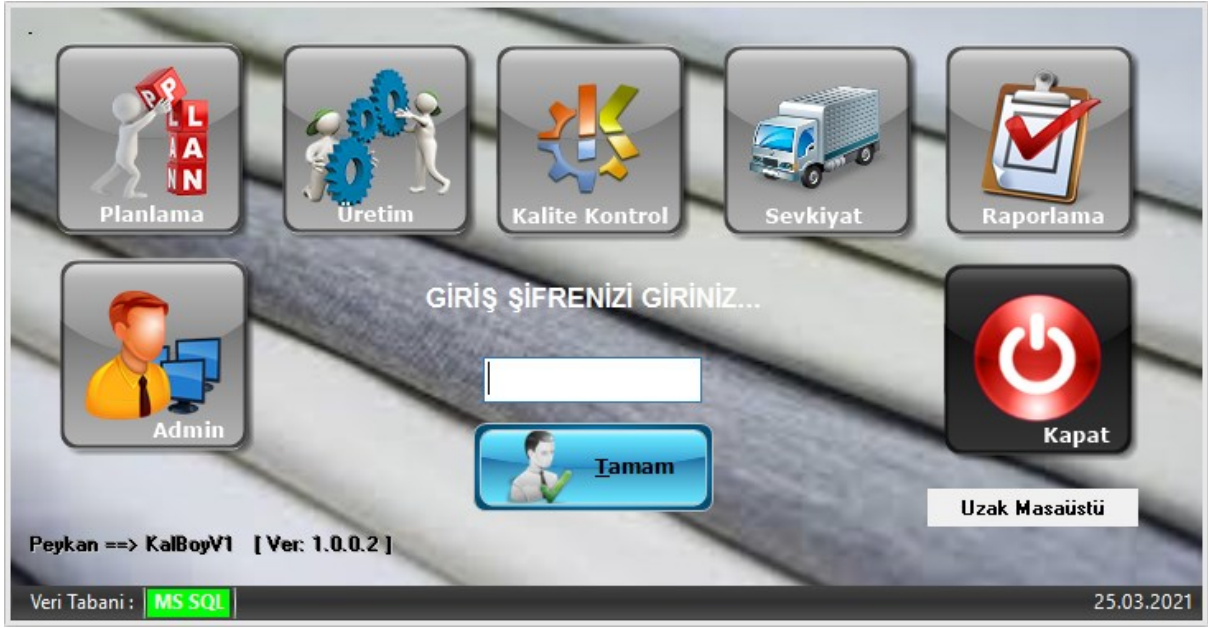 PLAN
Planlama
Üretim
Kalite Kontrol
Sevkiyat
Raporlama
GİRİŞ ŞİFRENİZİ GİRİNİZ...
Admin
Tamam
Kapat
Uzak Masaüstü
Peykan ==> KalBoyV1 [ Ver: 1.0.0.2 ]
Veri Tabani : MS SQL 25.03.2021